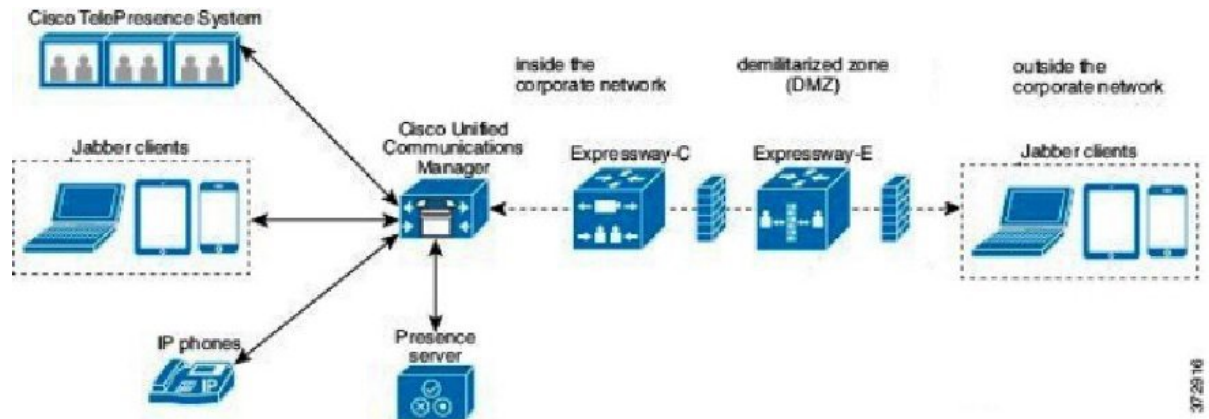 Cisco TelePresence System
inside the
corporate network
demilitarized zone
(DMZ)
outside the
corporate network
Jabber clients
Cisco Unified
Communications
Manager
Expressway-C
Expressway-E
Jabber clients
IP phones
IP
Presence
server
372916